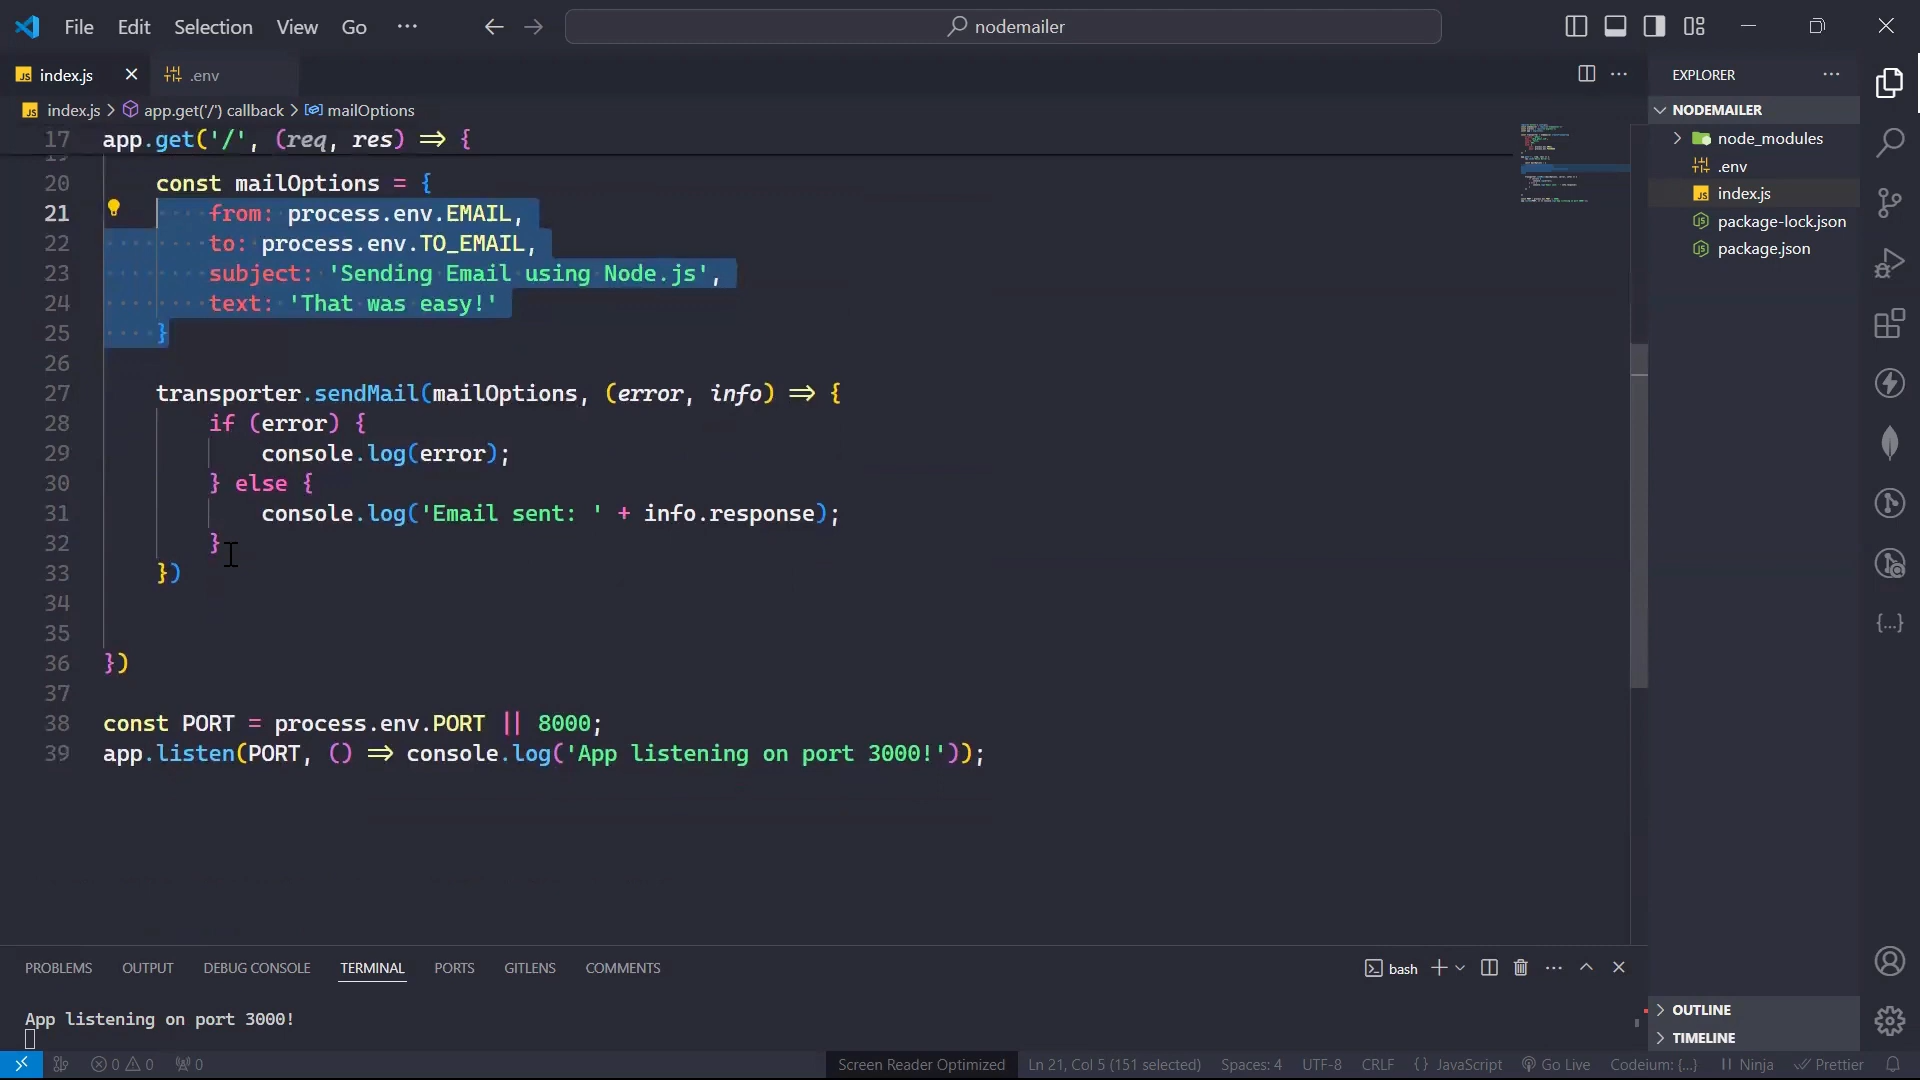 File Edit Selection View Go ··· nodemailer
index.js .env
index.js > app.get('/') callback > mailOptions
17 app.get('/', (req, res) => {
20 const mailOptions = {
21 from: process.env.EMAIL,
22 to: process.env.TO_EMAIL,
23 subject: 'Sending Email using Node.js',
24 text: 'That was easy!'
25 }
26
27 transporter.sendMail(mailOptions, (error, info) => {
28 if (error) {
29 console.log(error);
30 } else {
31 console.log('Email sent: ' + info.response);
32 }
33 })
34
35
36 })
37
38 const PORT = process.env.PORT || 8000;
39 app.listen(PORT, () => console.log('App listening on port 3000!'));
EXPLORER
NODEMAILER
node_modules
.env
index.js
package-lock.json
package.json
OUTLINE
TIMELINE
PROBLEMS OUTPUT DEBUG CONSOLE TERMINAL PORTS GITLENS COMMENTS bash
App listening on port 3000!
0 0 0 Screen Reader Optimized Ln 21, Col 5 (151 selected) Spaces: 4 UTF-8 CRLF {} JavaScript Go Live Codeium: {...} Ninja Prettier